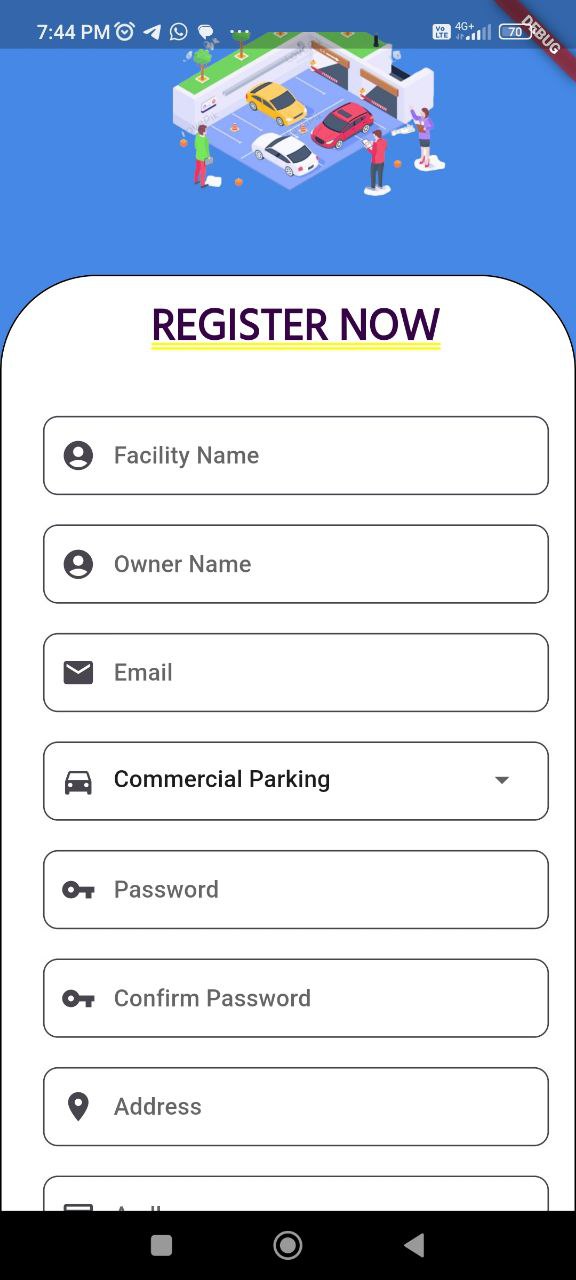 7:44 PM
Vo
LTE
4G+
70
DEBUG
REGISTER NOW
Facility Name
Owner Name
Email
Commercial Parking
Password
Confirm Password
Address